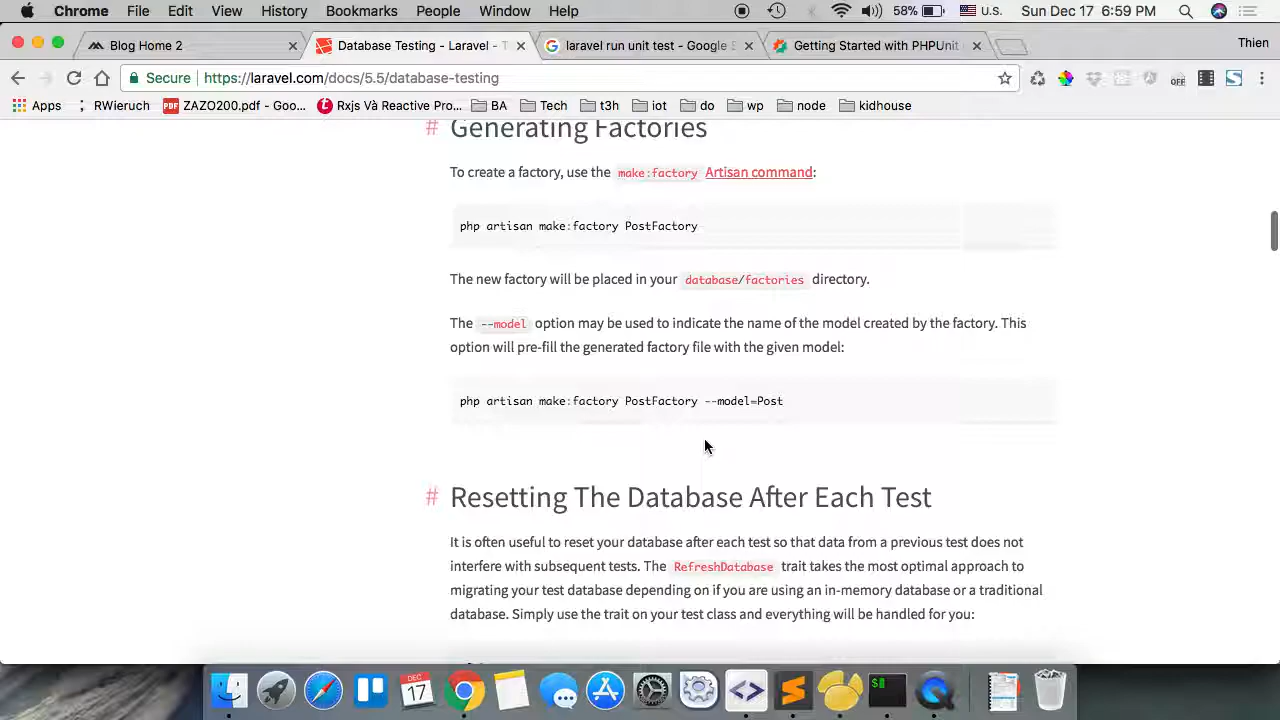 Chrome File Edit View History Bookmarks People Window Help 58% U.S. Sun Dec 17 6:59 PM
Blog Home 2
Database Testing - Laravel - T
laravel run unit test - Google S
Getting Started with PHPUnit
Thien
Secure https://laravel.com/docs/5.5/database-testing
OFF
Apps RWieruch ZAZO200.pdf - Goo... Rxjs Và Reactive Pro... BA Tech t3h iot do wp node kidhouse
# Generating Factories
To create a factory, use the make:factory Artisan command:
php artisan make:factory PostFactory
The new factory will be placed in your database/factories directory.
The --model option may be used to indicate the name of the model created by the factory. This
option will pre-fill the generated factory file with the given model:
php artisan make:factory PostFactory --model=Post
# Resetting The Database After Each Test
It is often useful to reset your database after each test so that data from a previous test does not
interfere with subsequent tests. The RefreshDatabase trait takes the most optimal approach to
migrating your test database depending on if you are using an in-memory database or a traditional
database. Simply use the trait on your test class and everything will be handled for you:
DEC
17